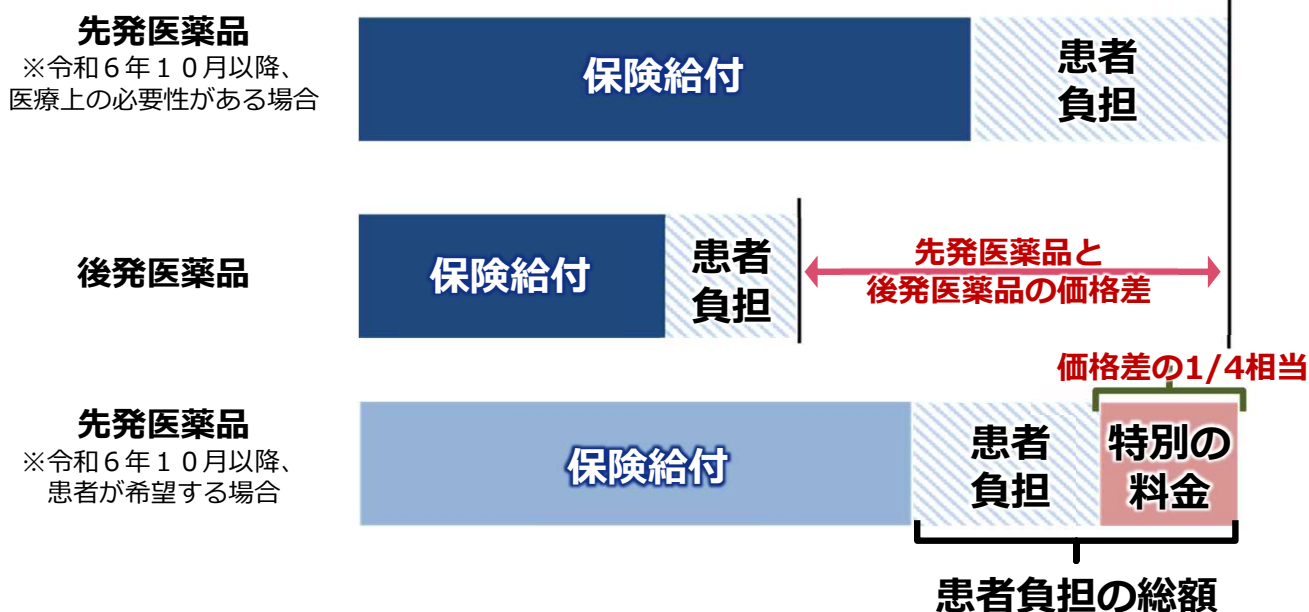 先発医薬品
※令和６年１０月以降、
医療上の必要性がある場合
保険給付
患者
負担
後発医薬品
保険給付
患者
負担
先発医薬品と
後発医薬品の価格差
価格差の1/4相当
先発医薬品
※令和６年１０月以降、
患者が希望する場合
保険給付
患者
負担
特別の
料金
患者負担の総額